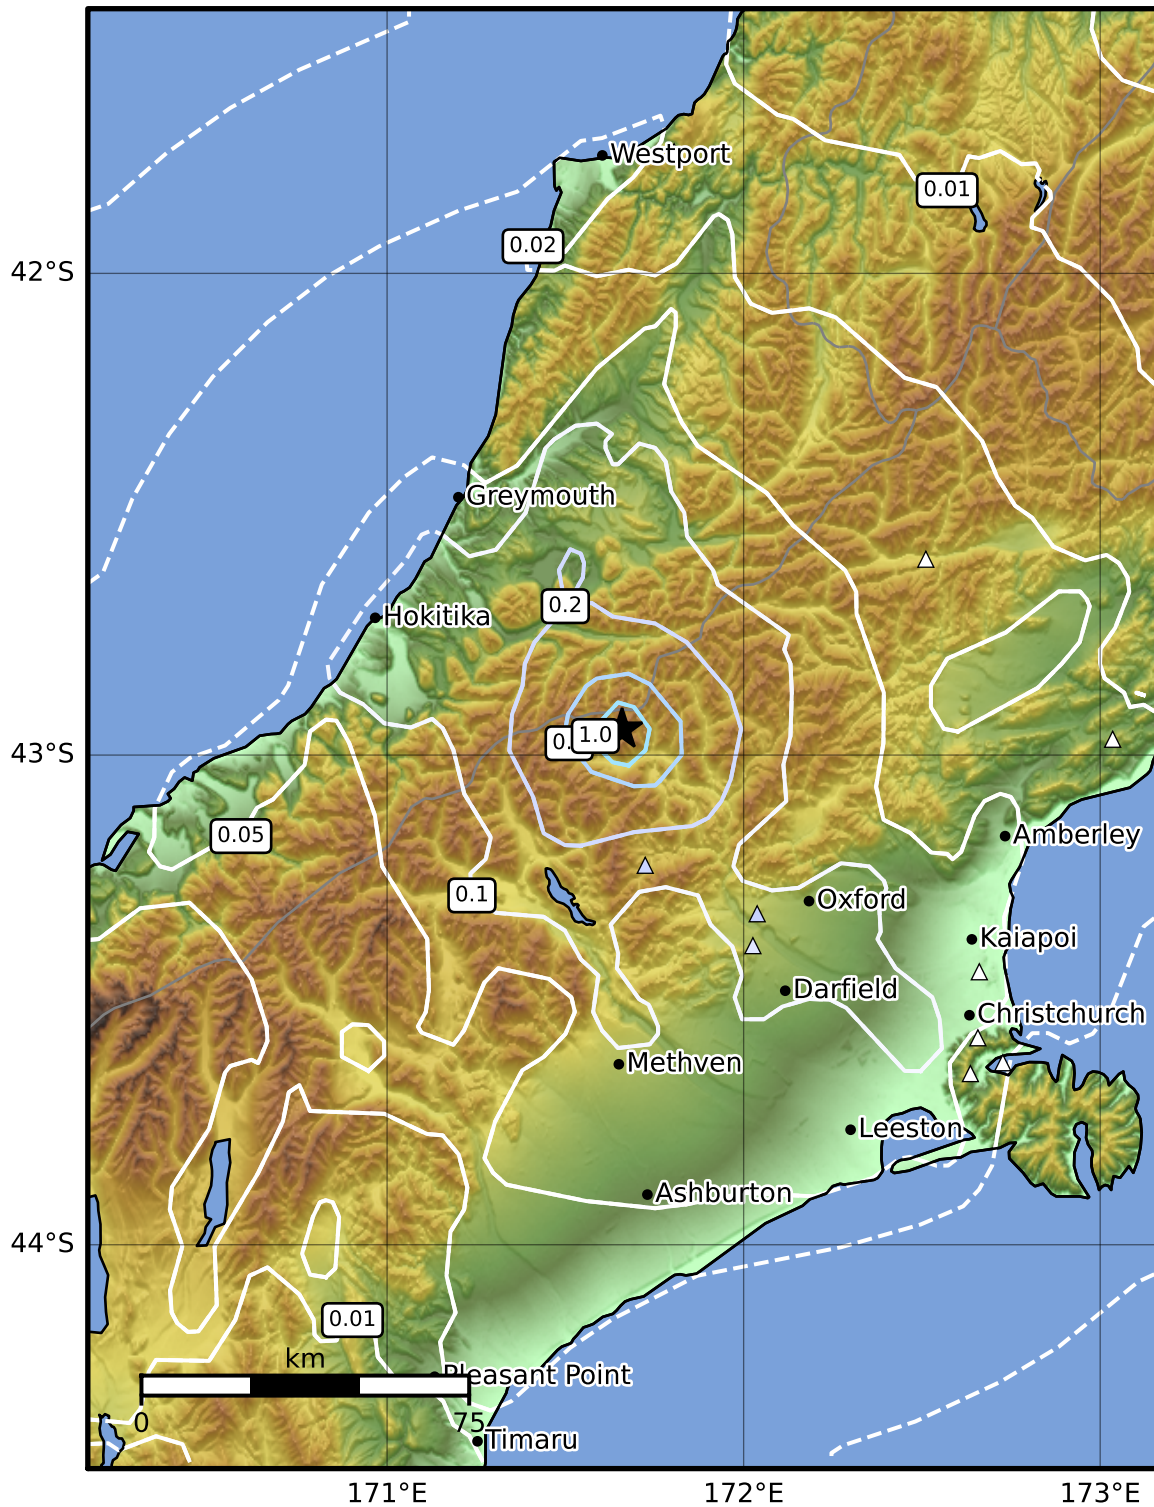 Westport
0.01
0.02
42°S
Greymouth
0.2
Hokitika
1.0
43°S
0.05
Amberley
0.1
Oxford
Kaiapoi
Darfield
Christchurch
Methven
Leeston
Ashburton
44°S
0.01
km
Pleasant Point
0
75
Timaru
171°E
172°E
173°E